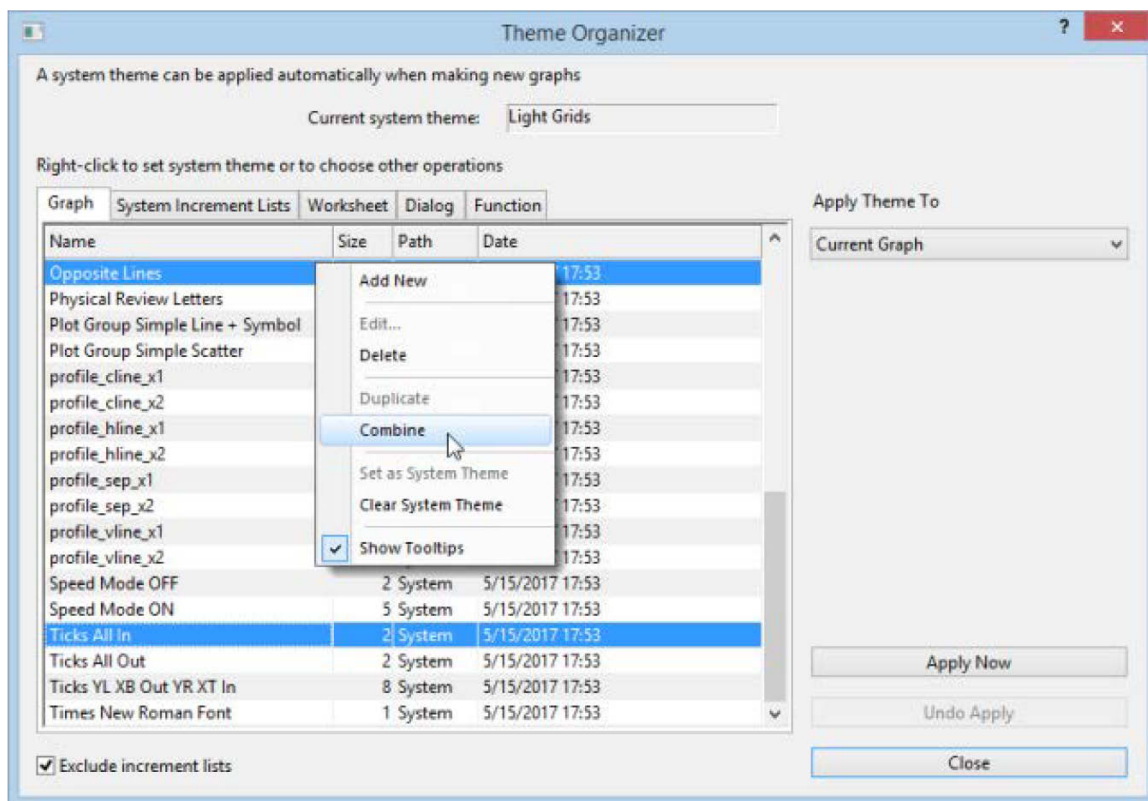 Theme Organizer ?
A system theme can be applied automatically when making new graphs
Current system theme: Light Grids
Right-click to set system theme or to choose other operations
Graph System Increment Lists Worksheet Dialog Function
Apply Theme To
Name Size Path Date
Current Graph
Opposite Lines 17:53
Physical Review Letters 17:53
Plot Group Simple Line + Symbol 17:53
Plot Group Simple Scatter 17:53
profile_cline_x1 17:53
profile_cline_x2 17:53
profile_hline_x1 17:53
profile_hline_x2 17:53
profile_sep_x1 17:53
profile_sep_x2 17:53
profile_vline_x1 17:53
profile_vline_x2 17:53
Add New
Edit...
Delete
Duplicate
Combine
Set as System Theme
Clear System Theme
Show Tooltips
Speed Mode OFF 2 System 5/15/2017 17:53
Speed Mode ON 5 System 5/15/2017 17:53
Ticks All In 2 System 5/15/2017 17:53
Ticks All Out 2 System 5/15/2017 17:53
Ticks YL XB Out YR XT In 8 System 5/15/2017 17:53
Times New Roman Font 1 System 5/15/2017 17:53
Apply Now
Undo Apply
Exclude increment lists
Close